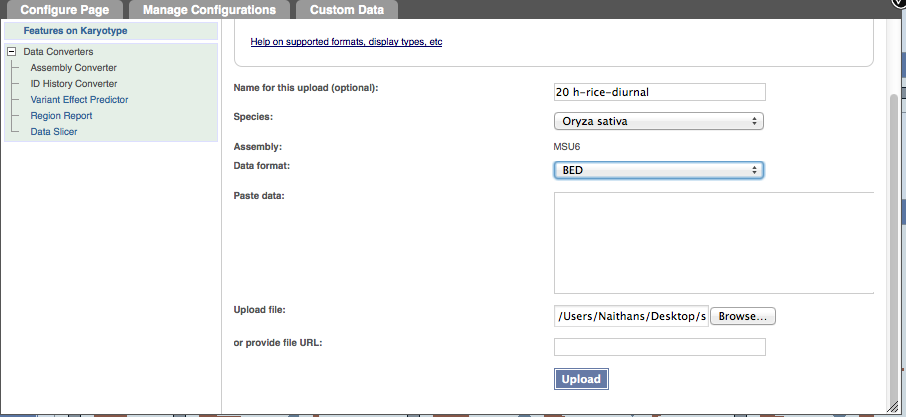 Configure Page
Manage Configurations
Custom Data
Features on Karyotype
Data Converters
Assembly Converter
ID History Converter
Variant Effect Predictor
Region Report
Data Slicer
Help on supported formats, display types, etc
Name for this upload (optional):
20 h-rice-diurnal
Species:
Oryza sativa
Assembly:
MSU6
Data format:
BED
Paste data:
Upload file:
/Users/Naithans/Desktop/s
Browse...
or provide file URL:
Upload